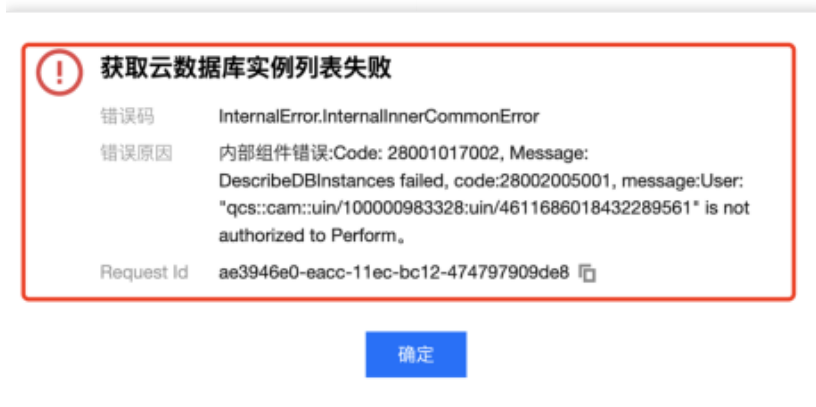 获取云数据库实例列表失败
错误码 InternalError.InternalInnerCommonError
错误原因 内部组件错误:Code: 28001017002, Message:
DescribeDBInstances failed, code:28002005001, message:User:
"qcs::cam::uin/100000983328:uin/4611686018432289561" is not
authorized to Perform。
Request Id ae3946e0-eacc-11ec-bc12-474797909de8
确定